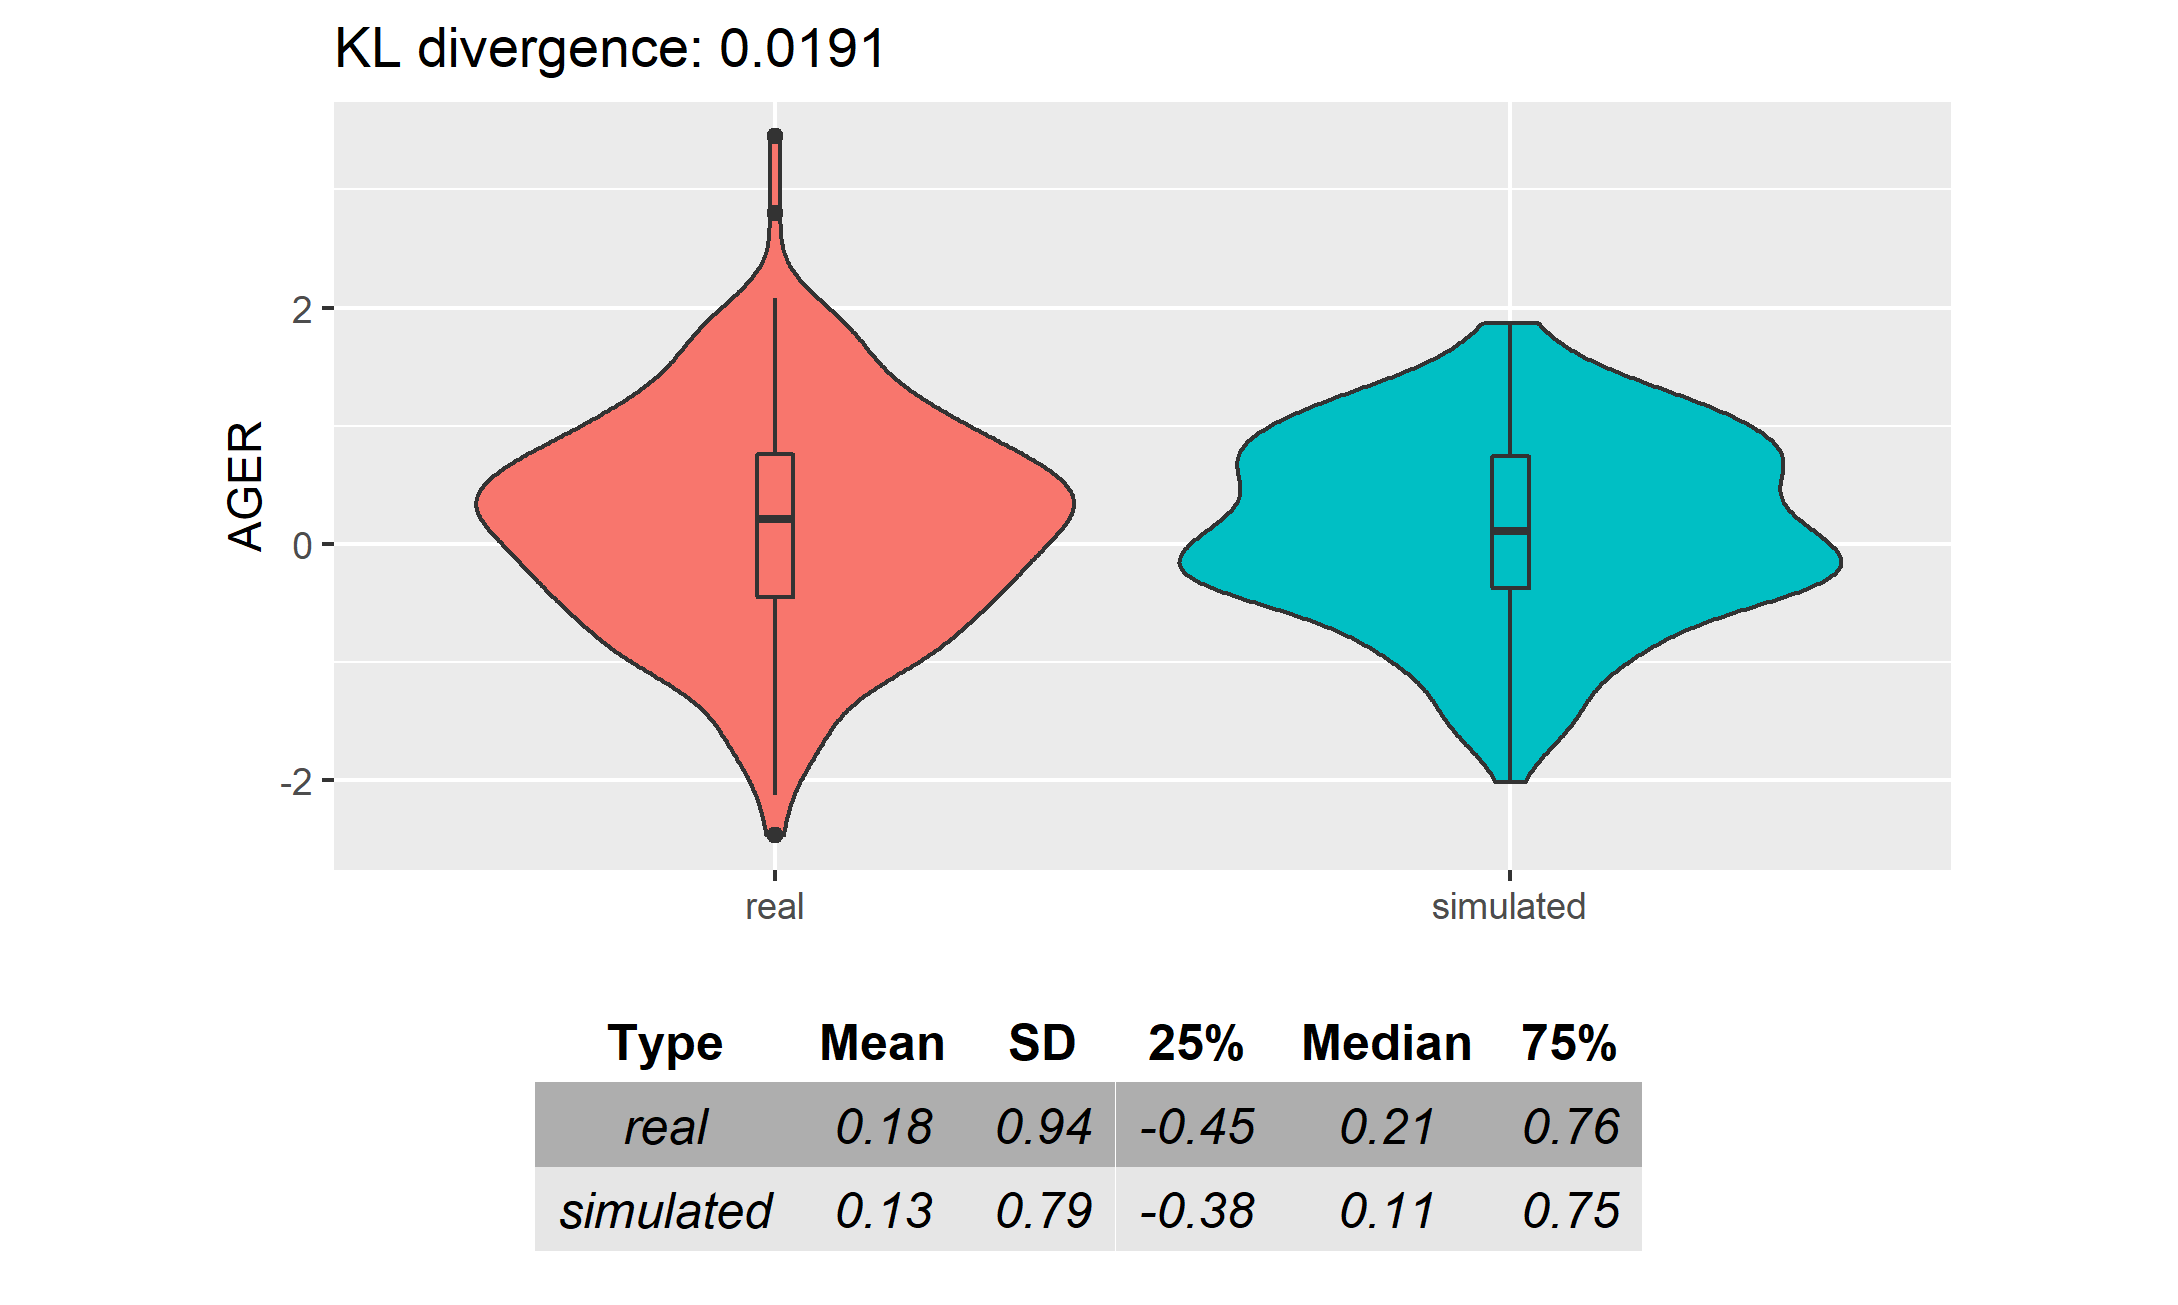 KL divergence: 0.0191
AGER
2
0
-2
real simulated
Type Mean SD 25% Median 75%
real 0.18 0.94 -0.45 0.21 0.76
simulated 0.13 0.79 -0.38 0.11 0.75